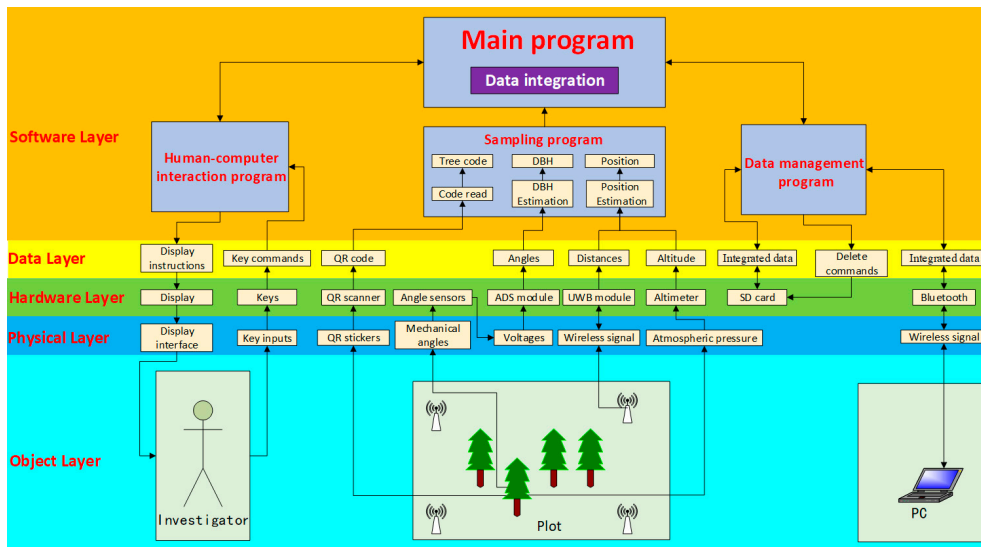 Main program
Data integration
Software Layer
Human-computer
interaction program
Sampling program
Tree code
DBH
Position
Code read
DBH
Estimation
Position
Estimation
Data management
program
Data Layer
Display
instructions
Key commands
QR code
Angles
Distances
Altitude
Integrated data
Delete
commands
Integrated data
Hardware Layer
Display
Keys
QR scanner
Angle sensors
ADS module
UWB module
Altimeter
SD card
Bluetooth
Physical Layer
Display
interface
Key inputs
QR stickers
Mechanical
angles
Voltages
Wireless signal
Atmospheric pressure
Wireless signal
Object Layer
Investigator
Plot
PC